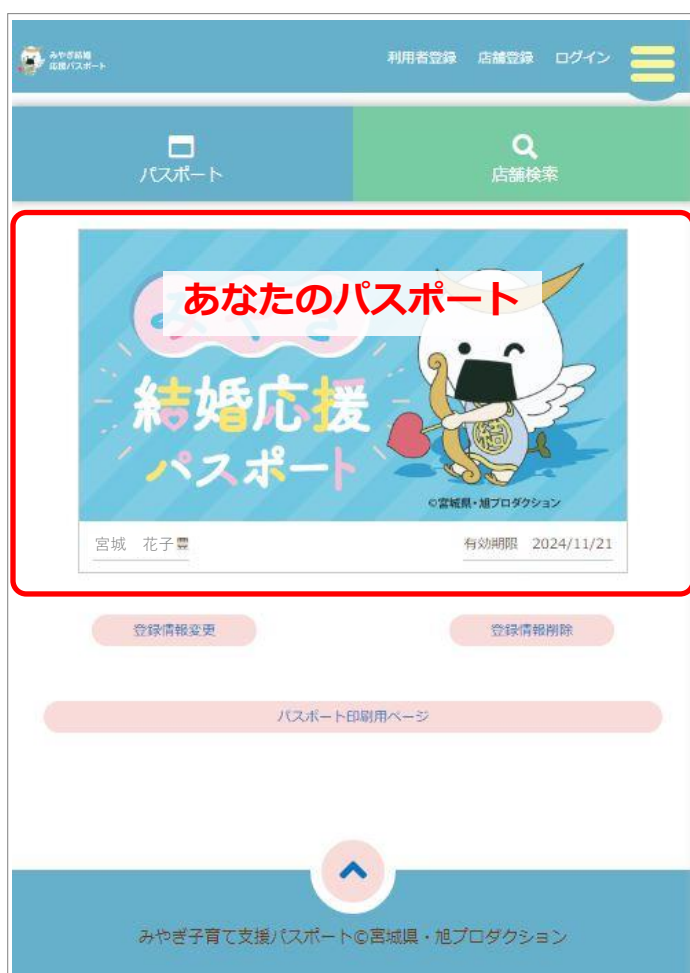 みやぎ結婚
応援パスポート
利用者登録 店舗登録 ログイン
パスポート
店舗検索
あなたのパスポート
みやぎ
結婚応援
パスポート
結
©宮城県・旭プロダクション
宮城 花子豊
有効期限 2024/11/21
登録情報変更
登録情報削除
パスポート印刷用ページ
みやぎ子育て支援パスポート©宮城県・旭プロダクション